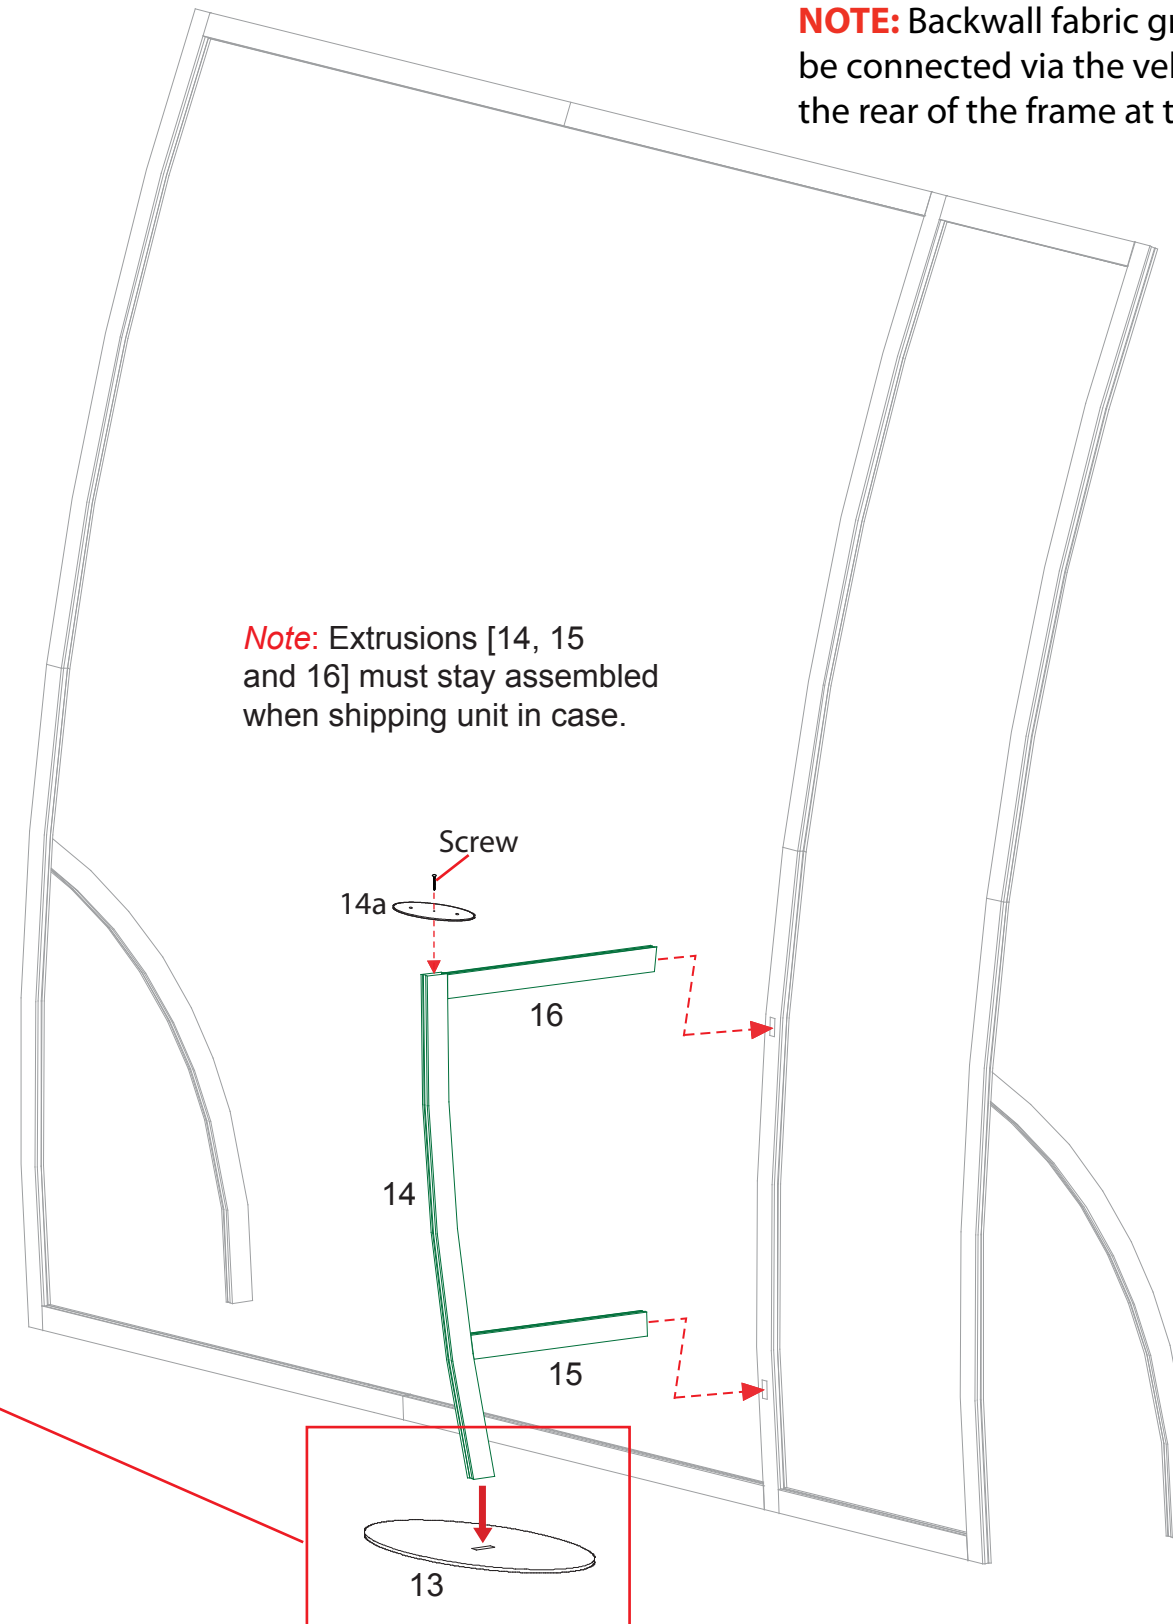 NOTE: Backwall fabric
be connected via the
the rear of the frame at
Note: Extrusions [14, 15
and 16] must stay assembled
when shipping unit in case.
Screw
14a
16
14
15
13